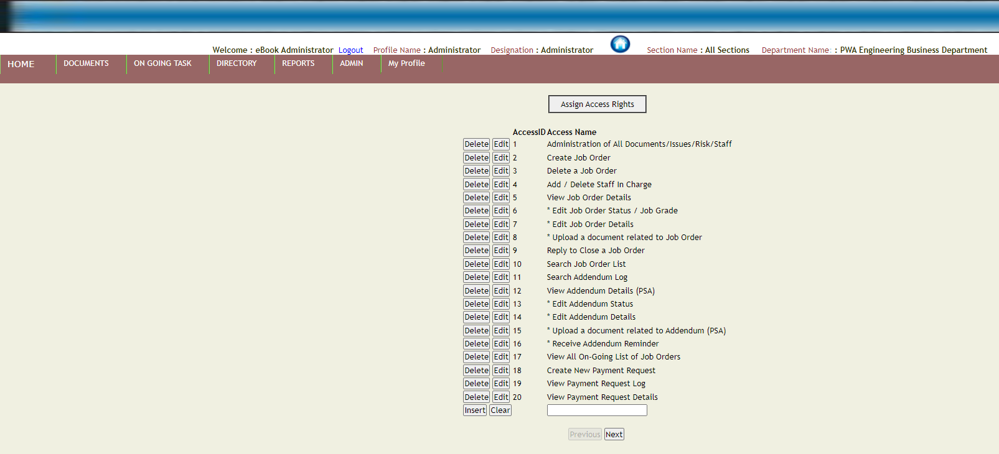 Welcome : eBook Administrator Logout Profile Name : Administrator Designation : Administrator Section Name : All Sections Department Name: : PWA Engineering Business Department
HOME DOCUMENTS ON GOING TASK DIRECTORY REPORTS ADMIN My Profile
Assign Access Rights
AccessID Access Name
Delete Edit 1 Administration of All Documents/Issues/Risk/Staff
Delete Edit 2 Create Job Order
Delete Edit 3 Delete a Job Order
Delete Edit 4 Add / Delete Staff In Charge
Delete Edit 5 View Job Order Details
Delete Edit 6 * Edit Job Order Status / Job Grade
Delete Edit 7 * Edit Job Order Details
Delete Edit 8 * Upload a document related to Job Order
Delete Edit 9 Reply to Close a Job Order
Delete Edit 10 Search Job Order List
Delete Edit 11 Search Addendum Log
Delete Edit 12 View Addendum Details (PSA)
Delete Edit 13 * Edit Addendum Status
Delete Edit 14 * Edit Addendum Details
Delete Edit 15 * Upload a document related to Addendum (PSA)
Delete Edit 16 * Receive Addendum Reminder
Delete Edit 17 View All On-Going List of Job Orders
Delete Edit 18 Create New Payment Request
Delete Edit 19 View Payment Request Log
Delete Edit 20 View Payment Request Details
Insert Clear
Previous Next